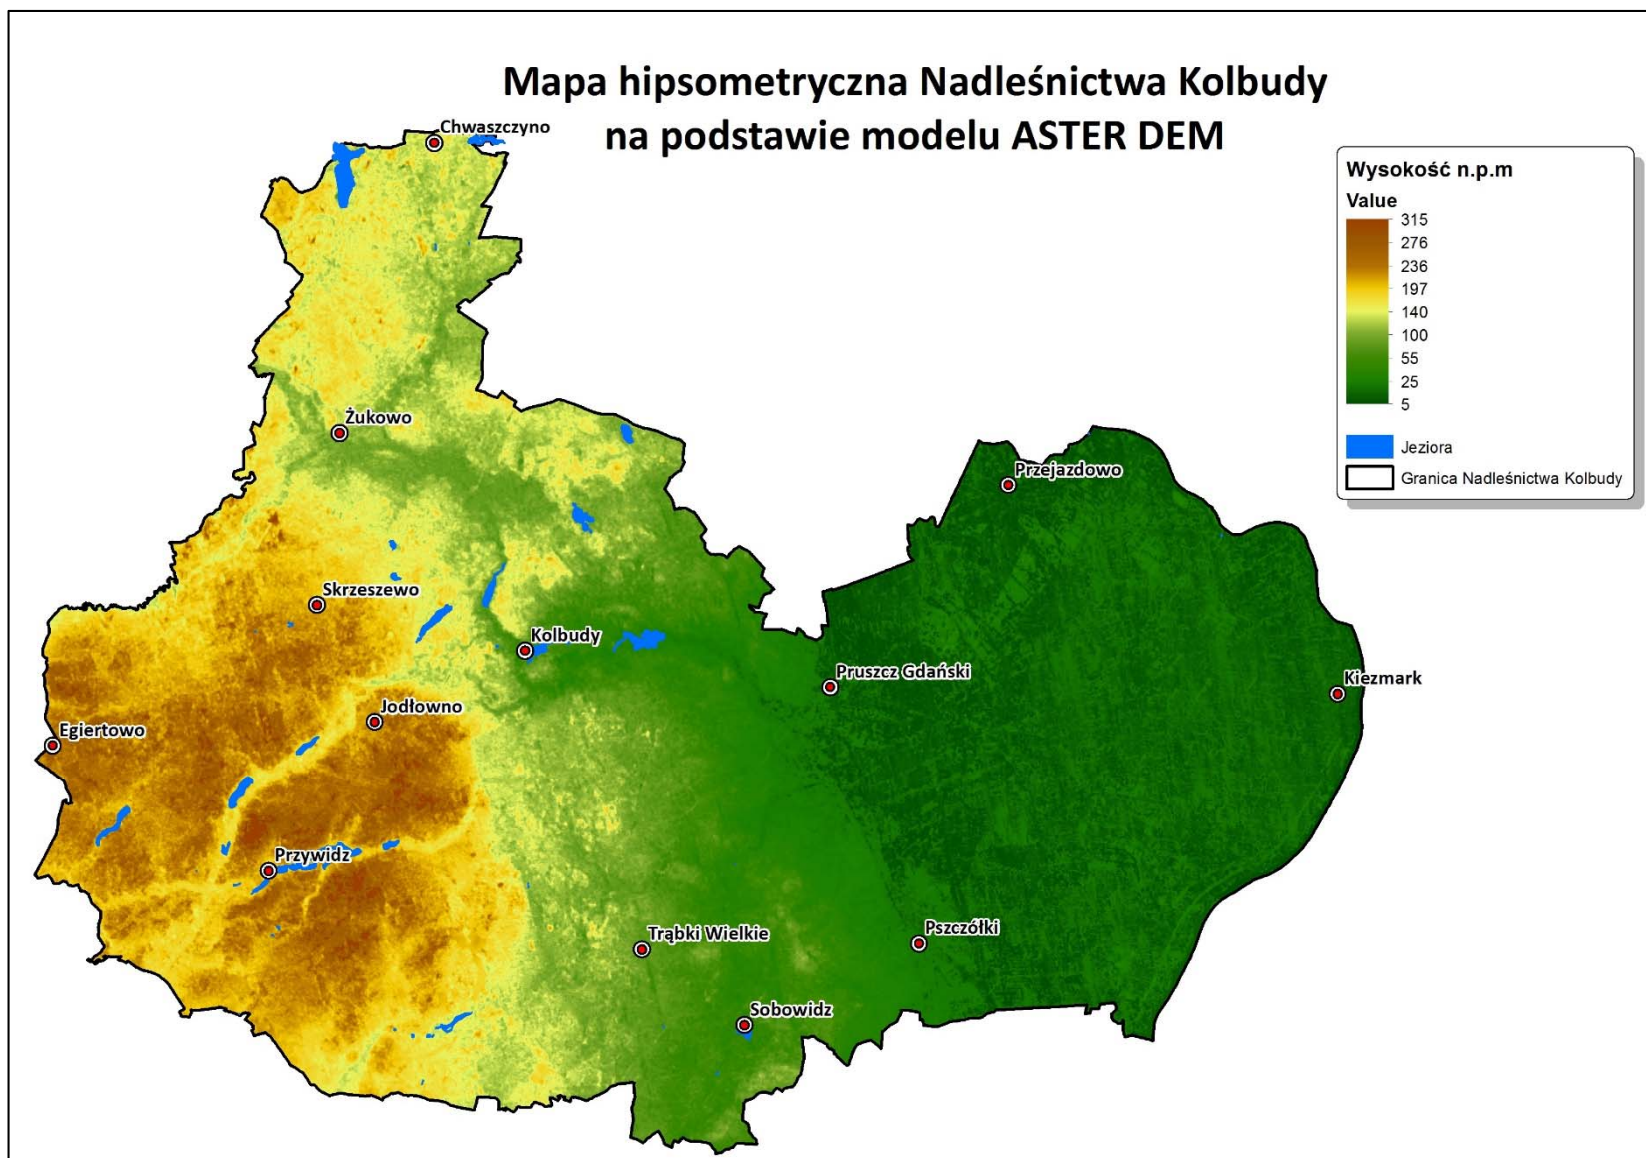 Mapa hipsometryczna Nadleśnictwa Kolbudy
na podstawie modelu ASTER DEM
Chwaszczyno
Wysokość n.p.m
Value
315
276
236
197
140
100
55
25
5
Jeziora
Granica Nadleśnictwa Kolbudy
Żukowo
Przejazdowo
Skrzeszewo
Kolbudy
Pruszcz Gdański
Kiezmark
Jodłowno
Egiertowo
Przywidz
Trąbki Wielkie
Pszczółki
Sobowidz